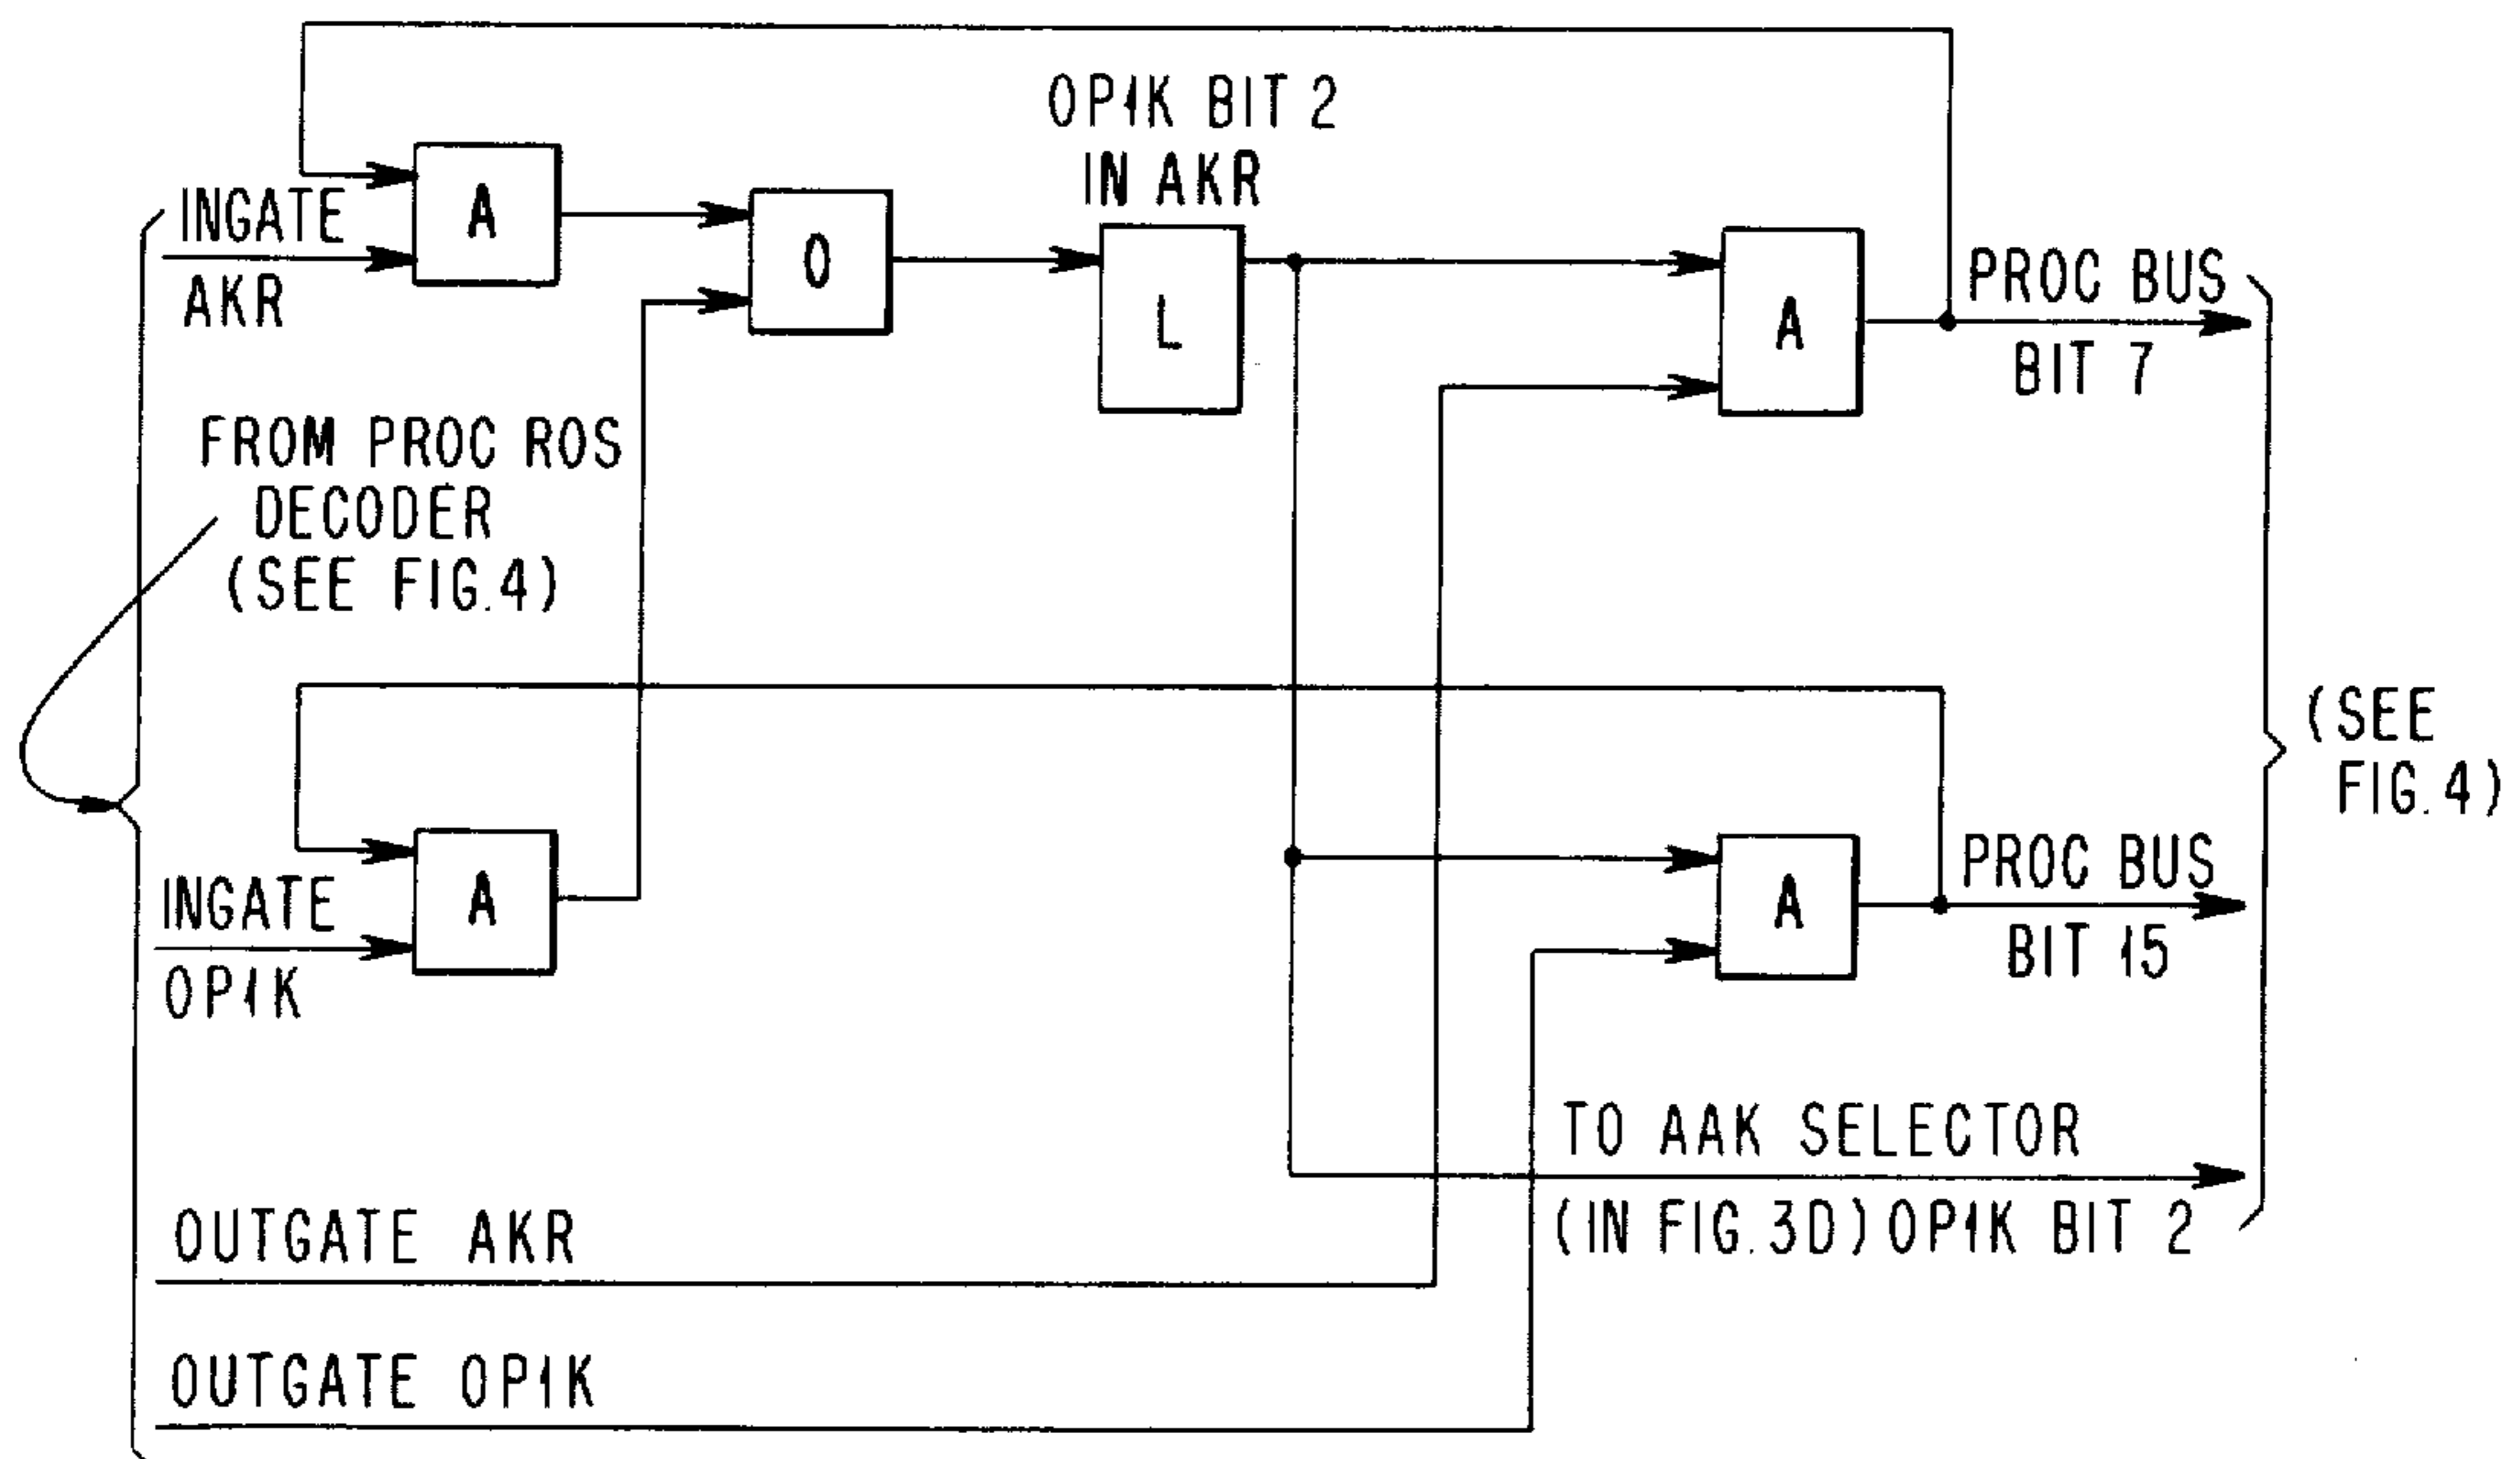 OP1K BIT 2
IN AKR
A
INGATE
AKR
O
L
A
PROC BUS
BIT 7
FROM PROC ROS
DECODER
(SEE FIG.4)
(SEE
FIG.4)
A
INGATE
OP1K
A
PROC BUS
BIT 15
TO AAK SELECTOR
(IN FIG.3D) OP1K BIT 2
OUTGATE AKR
OUTGATE OP1K